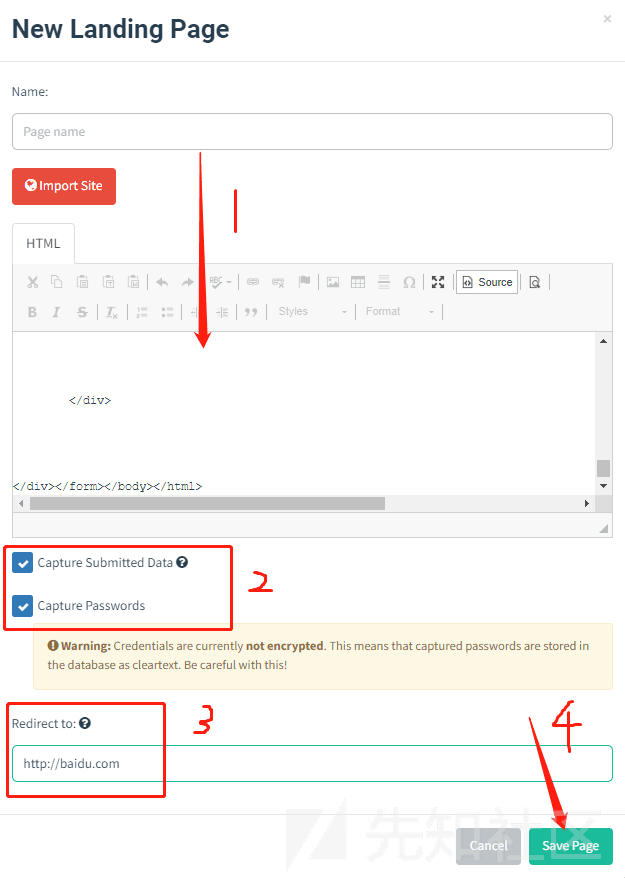 New Landing Page
×
Name:
Page name
1
Import Site
HTML
Source
Styles
Format
</div>
</div></form></body></html>
Capture Submitted Data
2
Capture Passwords
Warning: Credentials are currently not encrypted. This means that captured passwords are stored in
the database as cleartext. Be careful with this!
3
Redirect to:
4
http://baidu.com
先知社区
Cancel
Save Page